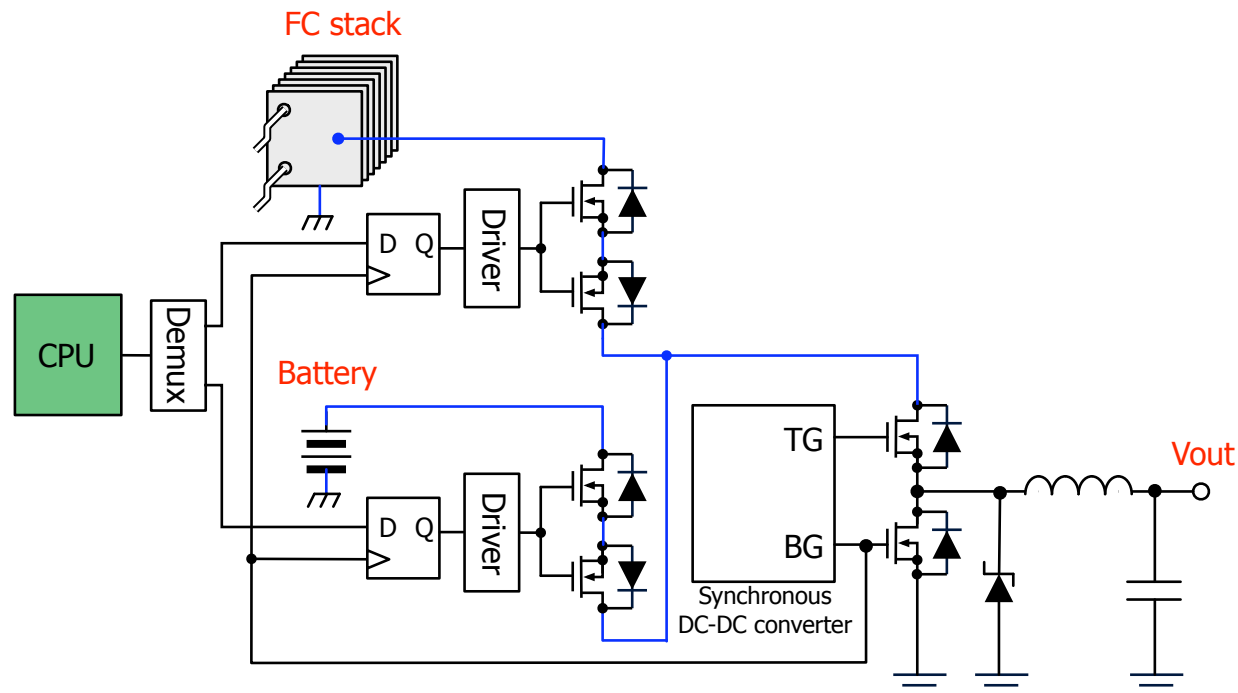 FC stack
D Q
Driver
CPU
Demux
Battery
TG
Vout
D Q
Driver
BG
Synchronous
DC-DC converter